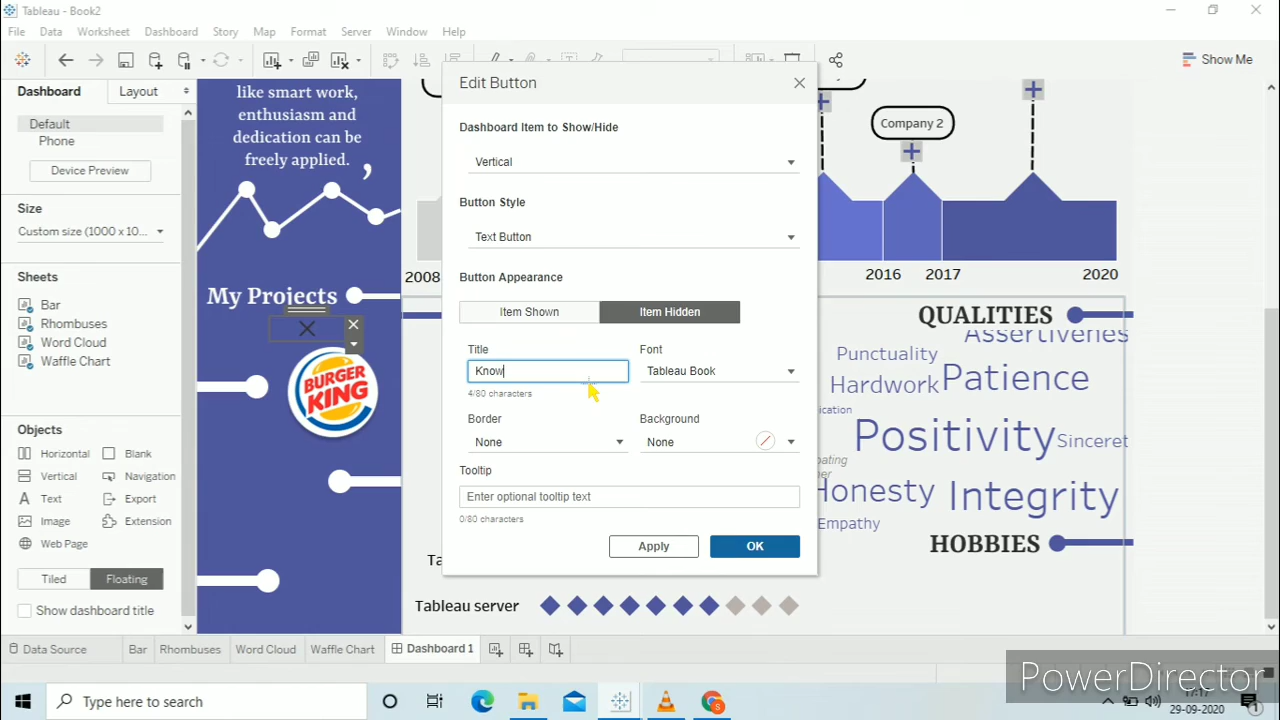 Tableau - Book2
File Data Worksheet Dashboard Story Map Format Server Window Help
Show Me
Dashboard Layout
Default
Phone
Device Preview
Size
Custom size (1000 x 10...
Sheets
Bar
Rhombuses
Word Cloud
Waffle Chart
Objects
Horizontal Blank
Vertical Navigation
Text Export
Image Extension
Web Page
Tiled Floating
Show dashboard title
like smart work,
enthusiasm and
dedication can be
freely applied.
,
My Projects
BURGER
KING
2008
Edit Button
Dashboard Item to Show/Hide
Vertical
Button Style
Text Button
Button Appearance
Item Shown Item Hidden
Title Font
Know Tableau Book
4/80 characters
Border Background
None None
Tooltip
Enter optional tooltip text
0/80 characters
Apply OK
Company 2
2016 2017 2020
QUALITIES
Punctuality
Hardwork Patience
Positivity
Honesty Integrity
Empathy
HOBBIES
Tableau server
Data Source Bar Rhombuses Word Cloud Waffle Chart Dashboard 1
PowerDirector
Type here to search
17:17
29-09-2020